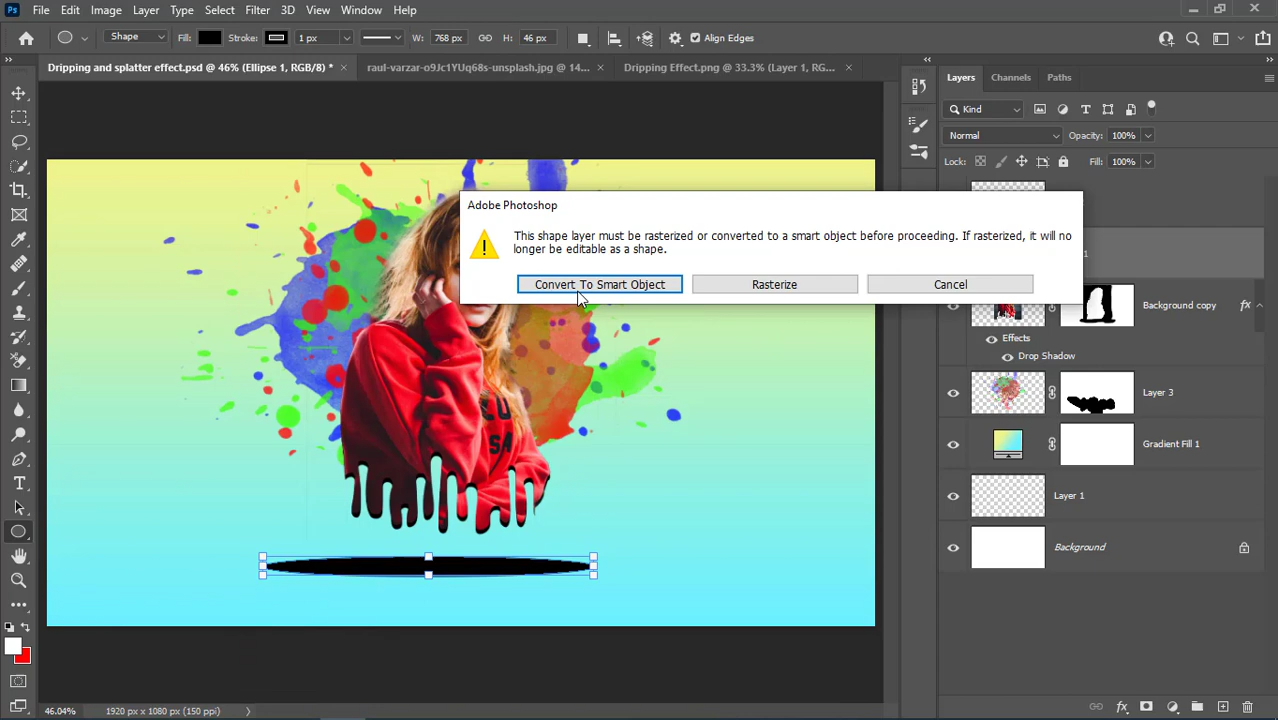 Ps File Edit Image Layer Type Select Filter 3D View Window Help
Shape Fill: Stroke: 1 px W: 768 px H: 46 px Align Edges
Dripping and splatter effect.psd @ 46% (Ellipse 1, RGB/8) * × raul-varzar-o9Jc1YUq68s-unsplash.jpg @ 14... × Dripping Effect.png @ 33.3% (Layer 1, RG... ×
Layers Channels Paths
Kind
Normal Opacity: 100%
Lock: Fill: 100%
Adobe Photoshop
This shape layer must be rasterized or converted to a smart object before proceeding. If rasterized, it will no
longer be editable as a shape.
Convert To Smart Object Rasterize Cancel
1
Background copy fx
Effects
Drop Shadow
Layer 3
Gradient Fill 1
Layer 1
Background
46.04% 1920 px x 1080 px (150 ppi)
fx